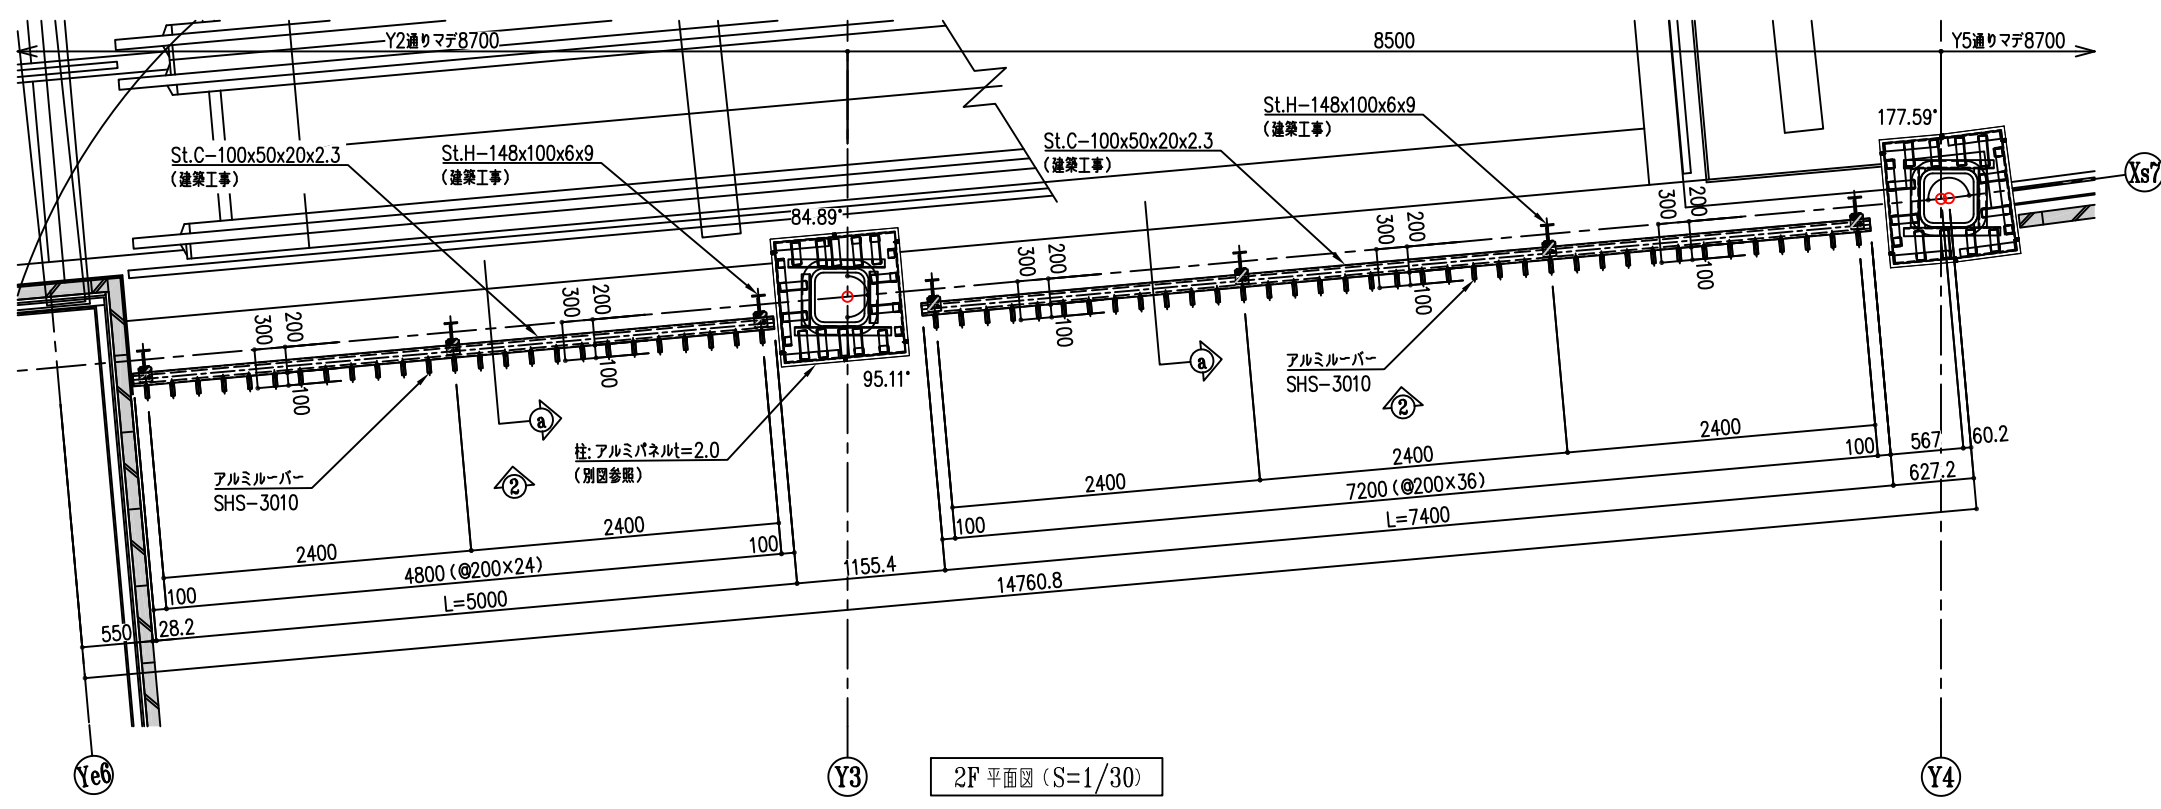 Y2通りマデ8700
8500
Y5通りマデ8700
St.C-100x50x20x2.3
(建築工事)
St.H-148x100x6x9
(建築工事)
St.C-100x50x20x2.3
(建築工事)
St.H-148x100x6x9
(建築工事)
177.59°
Xs7
84.89°
95.11°
300
200
100
300
200
100
300
200
100
300
200
100
300
200
100
a
a
2
2
アルミルーバー
SHS-3010
柱:アルミパネルt=2.0
(別図参照)
アルミルーバー
SHS-3010
2400
2400
100
4800(@200×24)
100
L=5000
550
28.2
1155.4
2400
2400
2400
100
7200(@200×36)
100
L=7400
567
60.2
627.2
14760.8
Ye6
Y3
Y4
2F 平面図(S=1/30)